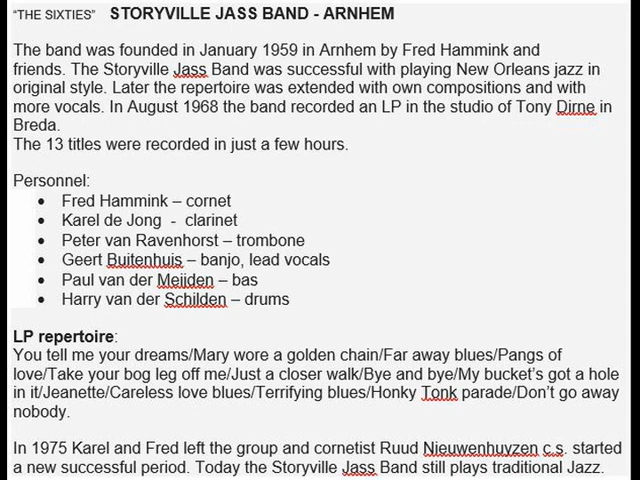 “THE SIXTIES” STORYVILLE JASS BAND - ARNHEM
The band was founded in January 1959 in Arnhem by Fred Hammink and
friends. The Storyville Jass Band was successful with playing New Orleans jazz in
original style. Later the repertoire was extended with own compositions and with
more vocals. In August 1968 the band recorded an LP in the studio of Tony Dirne in
Breda.
The 13 titles were recorded in just a few hours.
Personnel:
• Fred Hammink – cornet
• Karel de Jong - clarinet
• Peter van Ravenhorst – trombone
• Geert Buitenhuis – banjo, lead vocals
• Paul van der Meijden – bas
• Harry van der Schilden – drums
LP repertoire:
You tell me your dreams/Mary wore a golden chain/Far away blues/Pangs of
love/Take your bog leg off me/Just a closer walk/Bye and bye/My bucket’s got a hole
in it/Jeanette/Careless love blues/Terrifying blues/Honky Tonk parade/Don’t go away
nobody.
In 1975 Karel and Fred left the group and cornetist Ruud Nieuwenhuyzen c.s. started
a new successful period. Today the Storyville Jass Band still plays traditional Jazz.